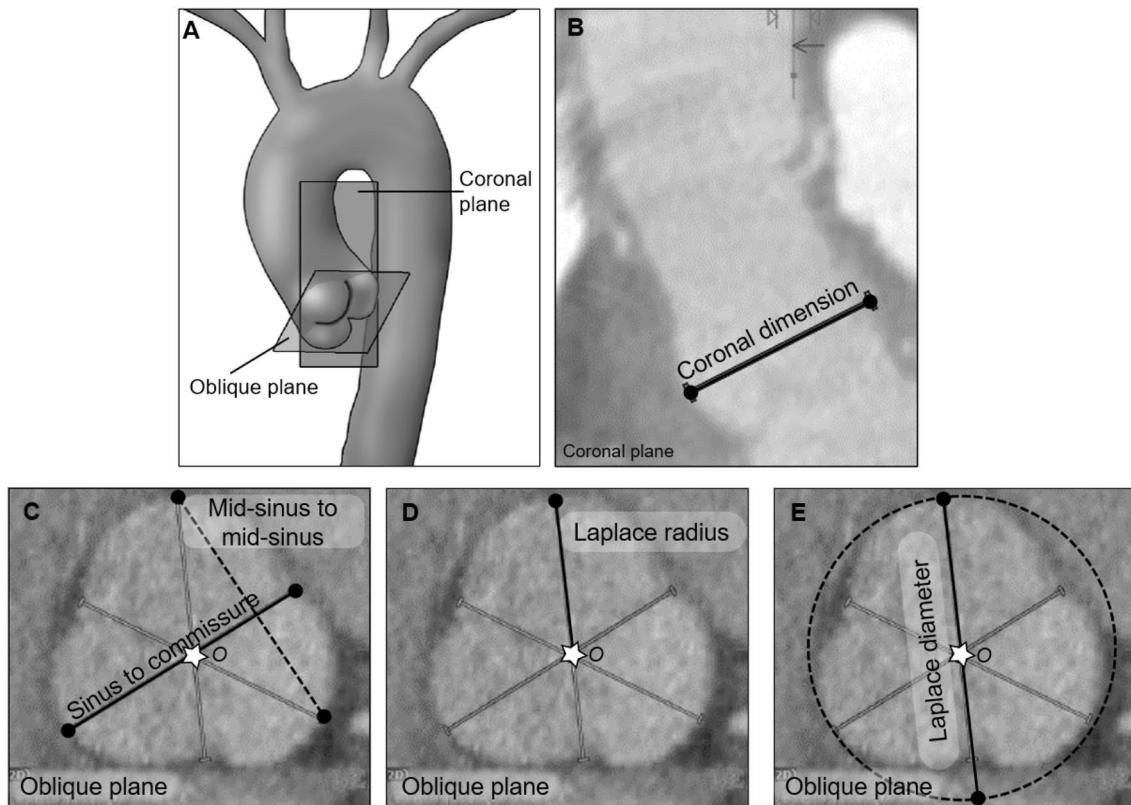 A
Coronal
plane
Oblique plane
B
Coronal dimension
Coronal plane
C
Mid-sinus to
mid-sinus
Sinus to commissure
O
2D)
Oblique plane
D
Laplace radius
O
Oblique plane
E
Laplace diameter
O
Oblique plane